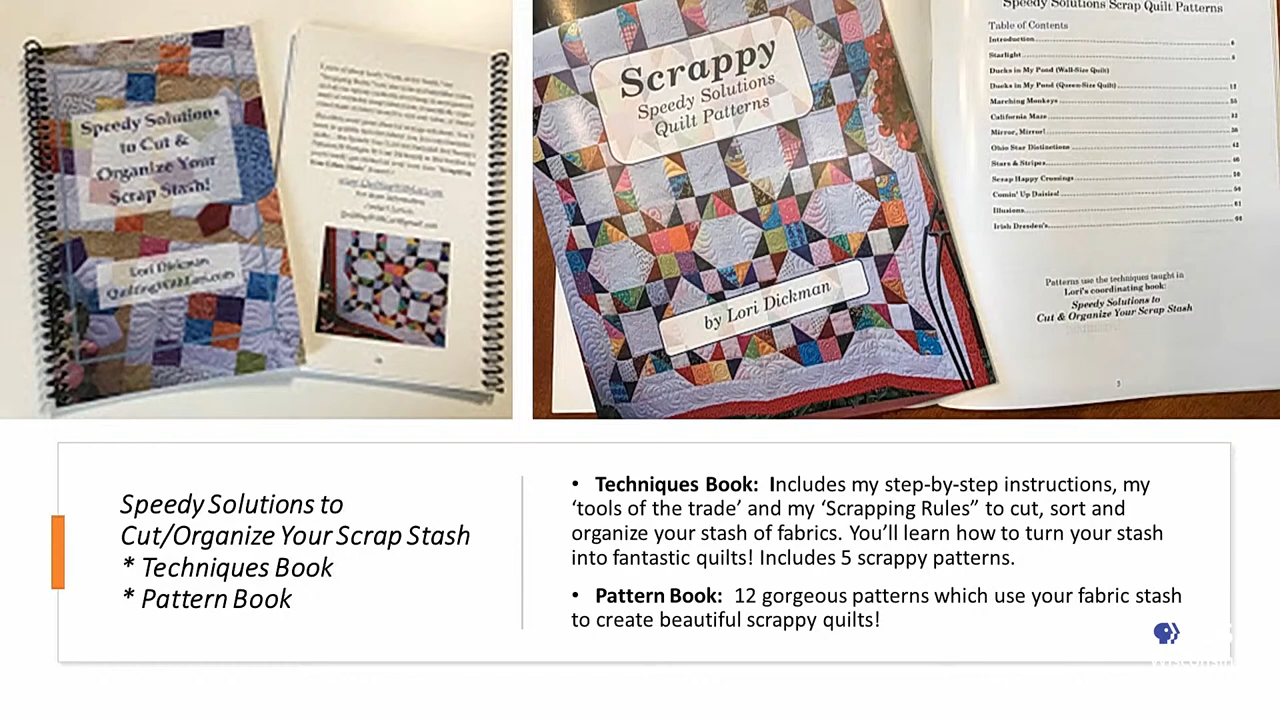 Speedy Solutions
to Cut &
Organize Your
Scrap Stash!
Lori Dickman
QuiltingWithLori.com
Scrappy
Speedy Solutions
Quilt Patterns
by Lori Dickman
Speedy Solutions Scrap Quilt Patterns
Table of Contents
Introduction
Starlight
Ducks in My Pond (Wall-Size Quilt)
Ducks in My Pond (Queen-Size Quilt)
Marching Monkeys
California Maze
Mirror, Mirror!
Ohio Star Distinctions
Stars & Stripes
Scrap Happy Crossings
Comin' Up Daisies!
Illusions
Irish Dresden's
Patterns use the techniques taught in
Lori's coordinating book:
Speedy Solutions to
Cut & Organize Your Scrap Stash
Speedy Solutions to
Cut/Organize Your Scrap Stash
* Techniques Book
* Pattern Book
• Techniques Book: Includes my step-by-step instructions, my
‘tools of the trade’ and my ‘Scrapping Rules” to cut, sort and
organize your stash of fabrics. You’ll learn how to turn your stash
into fantastic quilts! Includes 5 scrappy patterns.
• Pattern Book: 12 gorgeous patterns which use your fabric stash
to create beautiful scrappy quilts!
Wisconsin